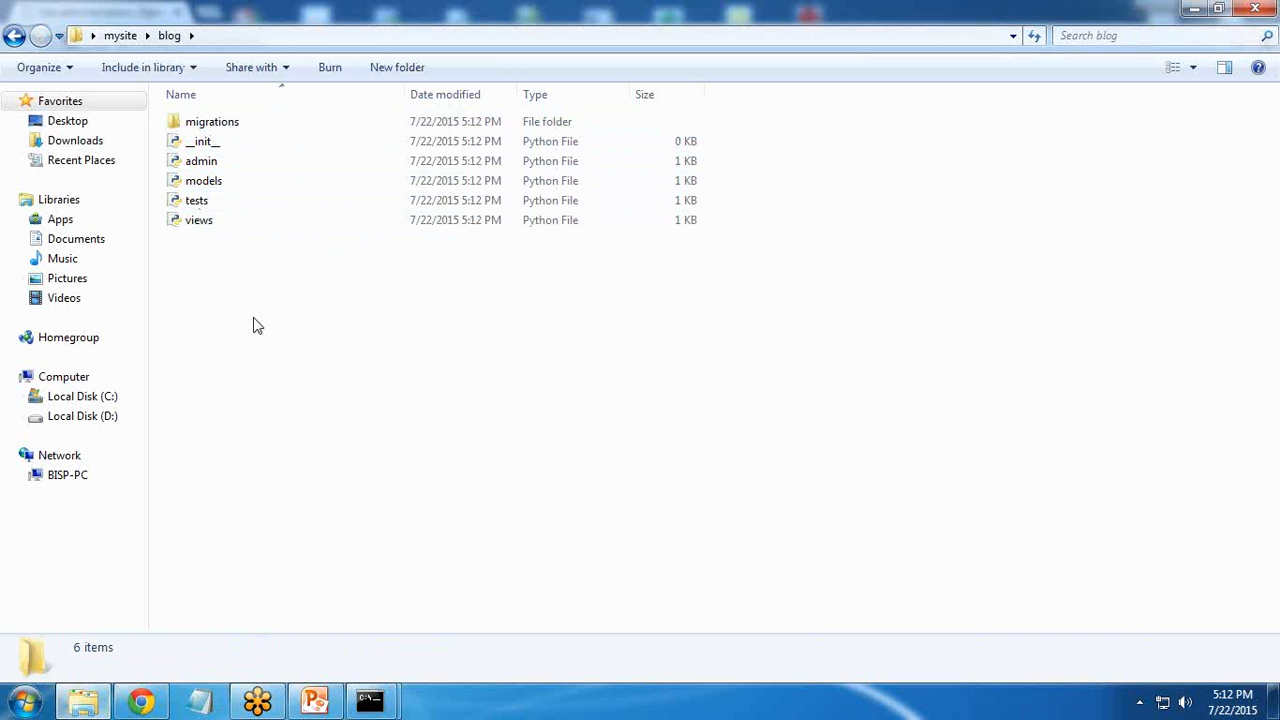 mysite blog Search blog
Organize Include in library Share with Burn New folder
Name Date modified Type Size
Favorites
Desktop
Downloads
Recent Places
Libraries
Apps
Documents
Music
Pictures
Videos
Homegroup
Computer
Local Disk (C:)
Local Disk (D:)
Network
BISP-PC
migrations 7/22/2015 5:12 PM File folder
__init__ 7/22/2015 5:12 PM Python File 0 KB
admin 7/22/2015 5:12 PM Python File 1 KB
models 7/22/2015 5:12 PM Python File 1 KB
tests 7/22/2015 5:12 PM Python File 1 KB
views 7/22/2015 5:12 PM Python File 1 KB
6 items
5:12 PM
7/22/2015